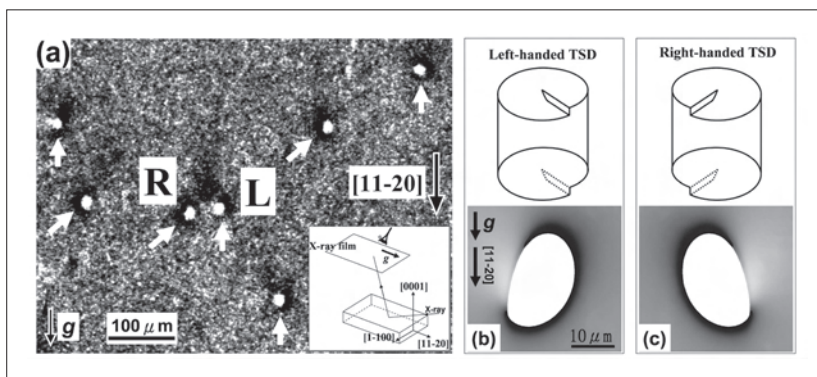 (a)
R
L
[11-20]
g
100 μm
X-ray film
g
[0001]
X-ray
[1-100]
[11-20]
Left-handed TSD
g
[11-20]
(b)
10 μm
Right-handed TSD
(c)